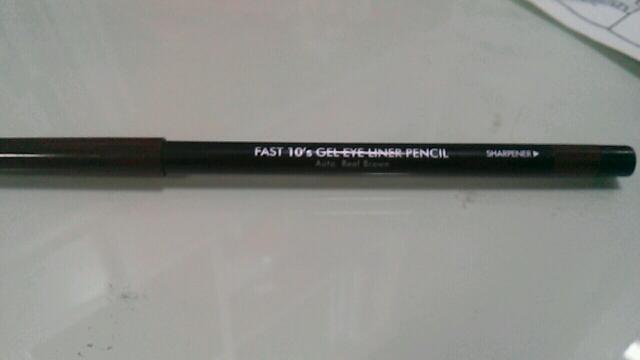 FAST 10's GEL EYE LINER PENCIL SHARPENER
Auto Real Brown